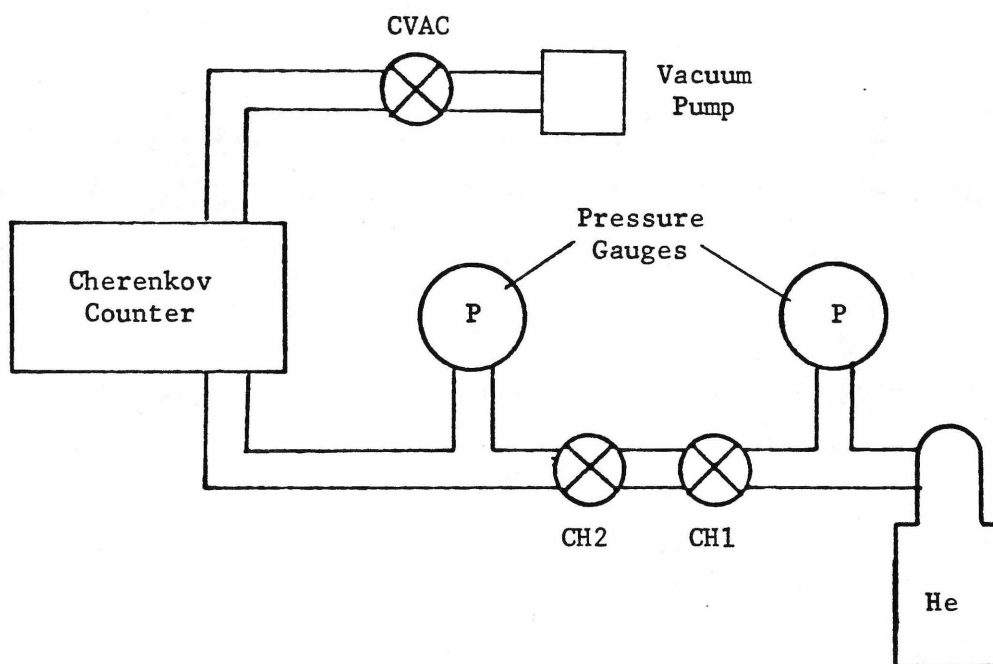 CVAC
Vacuum
Pump
Pressure
Gauges
Cherenkov
Counter
P
P
CH2
CH1
He